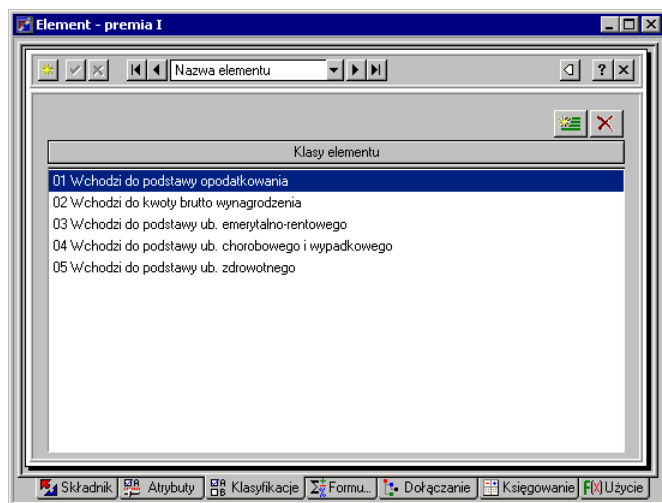 Element - premia I
Nazwa elementu
Klasy elementu
01 Wchodzi do podstawy opodatkowania
02 Wchodzi do kwoty brutto wynagrodzenia
03 Wchodzi do podstawy ub. emerytalno-rentowego
04 Wchodzi do podstawy ub. chorobowego i wypadkowego
05 Wchodzi do podstawy ub. zdrowotnego
Składnik Atrybuty Klasyfikacje Formu... Dołączanie Księgowanie Użycie